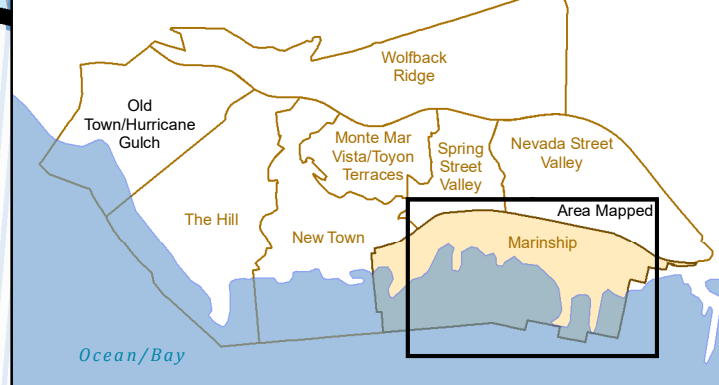 Wolfback
Ridge
Old
Town/Hurricane
Gulch
Monte Mar
Vista/Toyon
Terraces
Spring
Street
Valley
Nevada Street
Valley
The Hill
New Town
Area Mapped
Marinship
Ocean/Bay